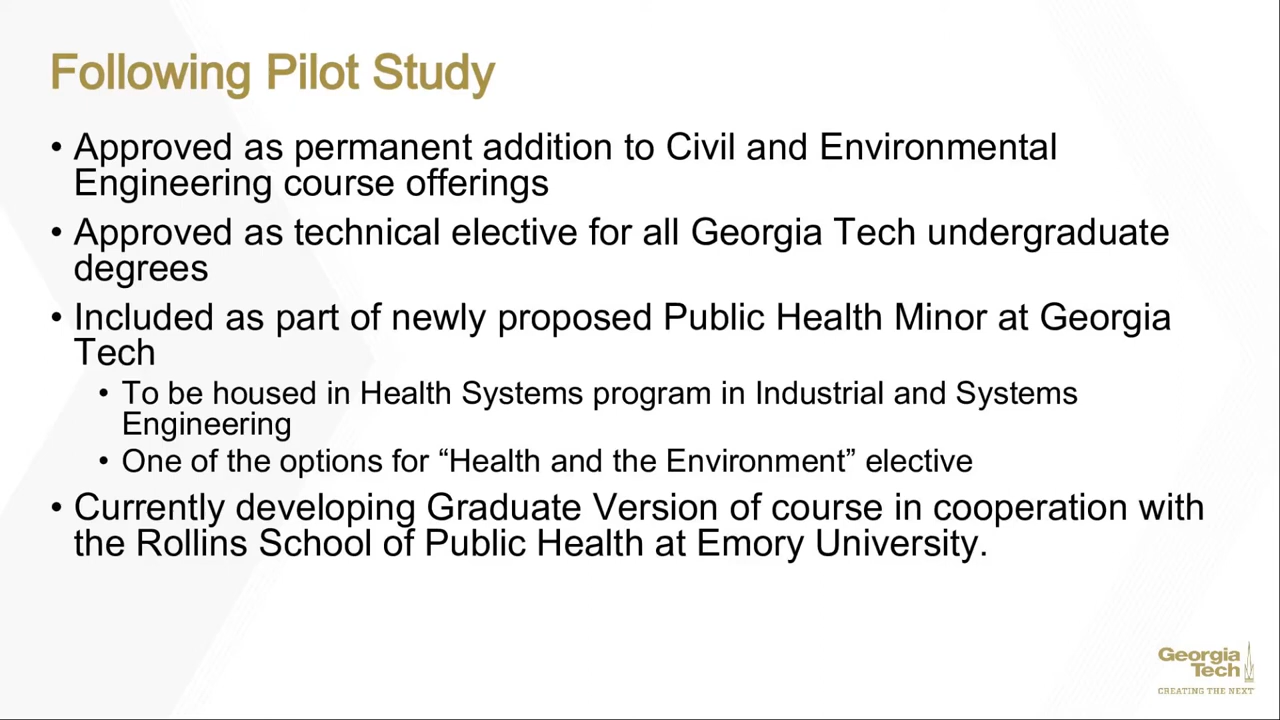 Following Pilot Study
• Approved as permanent addition to Civil and Environmental
Engineering course offerings
• Approved as technical elective for all Georgia Tech undergraduate
degrees
• Included as part of newly proposed Public Health Minor at Georgia
Tech
• To be housed in Health Systems program in Industrial and Systems
Engineering
• One of the options for “Health and the Environment” elective
• Currently developing Graduate Version of course in cooperation with
the Rollins School of Public Health at Emory University.
Georgia
Tech
CREATING THE NEXT